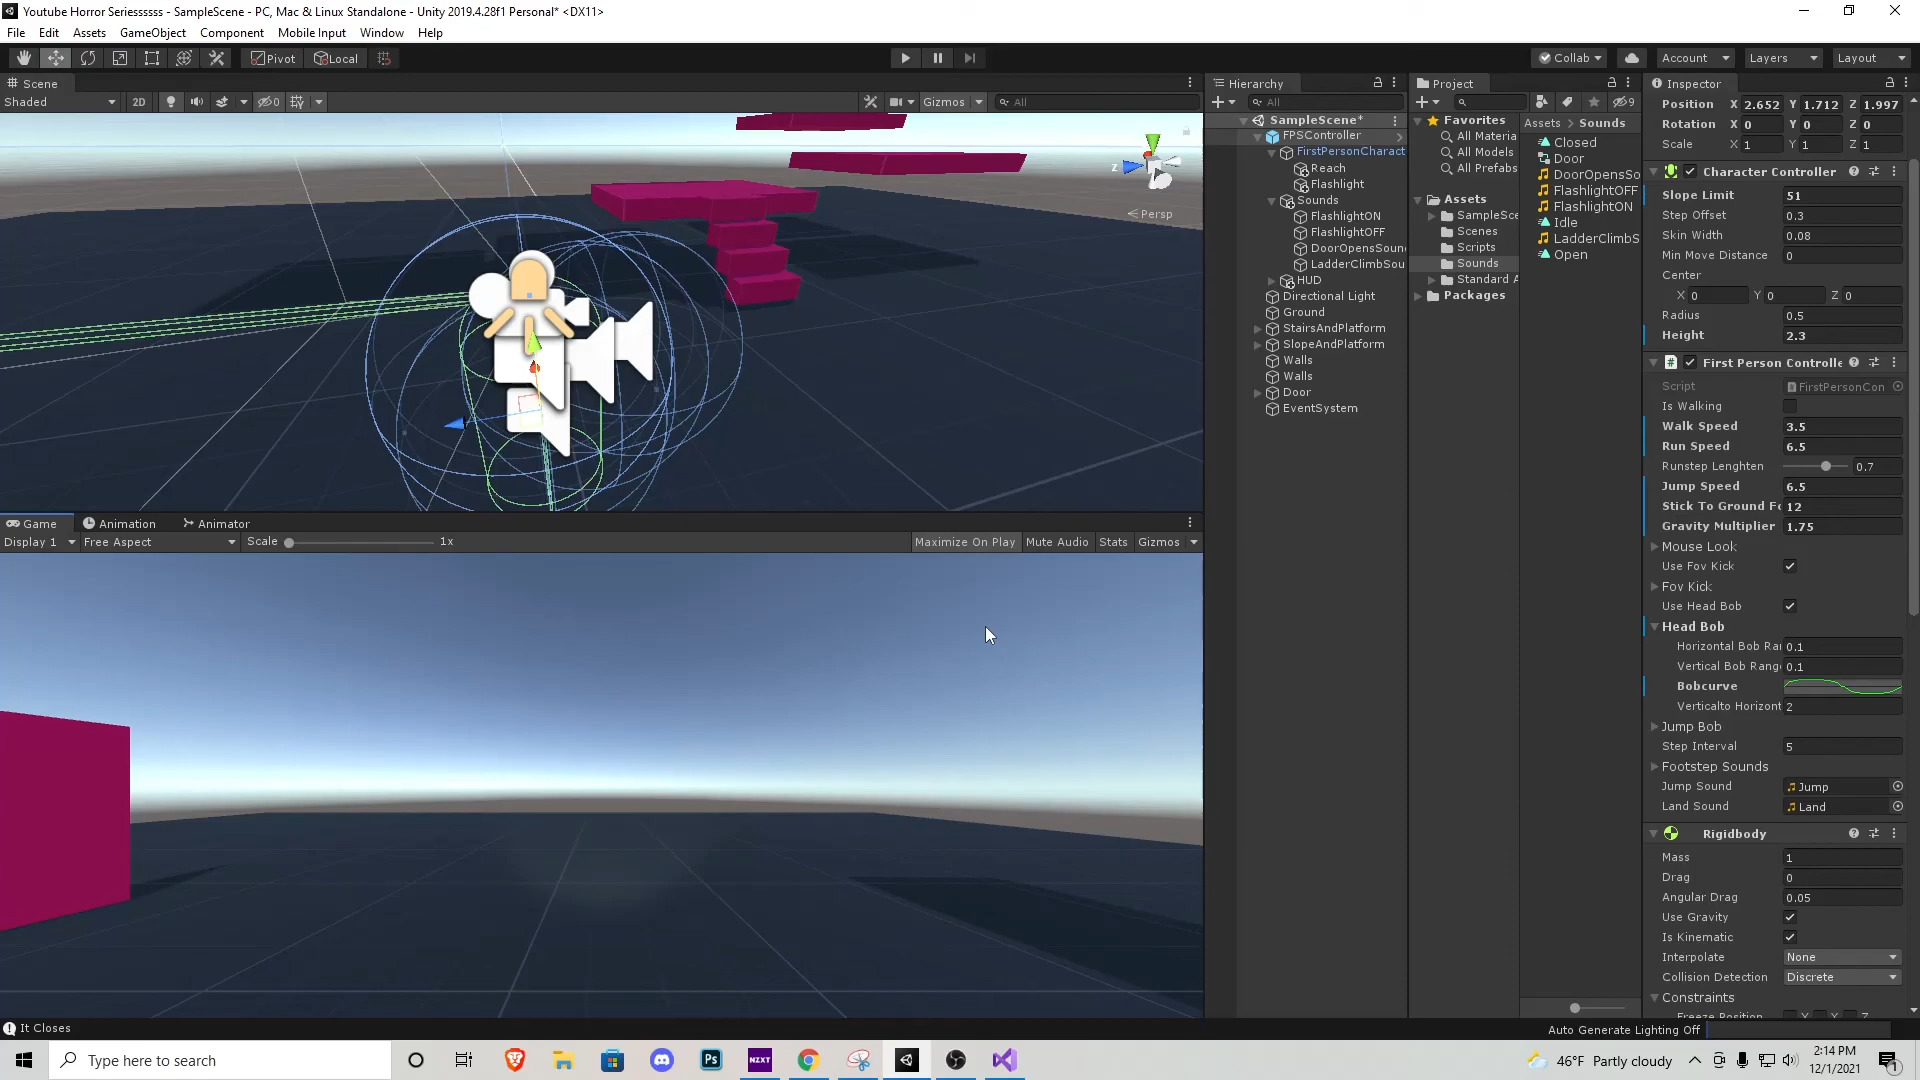 Youtube Horror Seriesssss - SampleScene - PC, Mac & Linux Standalone - Unity 2019.4.28f1 Personal* <DX11>
File Edit Assets GameObject Component Mobile Input Window Help
Pivot Local Collab Account Layers Layout
Scene
Shaded 2D 0 Gizmos All
z
Persp
Game Animation Animator
Display 1 Free Aspect Scale 1x Maximize On Play Mute Audio Stats Gizmos
Hierarchy
All
SampleScene*
FPSController
FirstPersonCharact
Reach
Flashlight
Sounds
FlashlightON
FlashlightOFF
DoorOpensSoun
LadderClimbSou
HUD
Directional Light
Ground
StairsAndPlatform
SlopeAndPlatform
Walls
Walls
Door
EventSystem
Project
9
Favorites
All Materia
All Models
All Prefabs
Assets
SampleSce
Scenes
Scripts
Sounds
Standard A
Packages
Assets > Sounds
Closed
Door
DoorOpensSo
FlashlightOFF
FlashlightON
Idle
LadderClimbS
Open
Inspector
Position X 2.652 Y 1.712 Z 1.997
Rotation X 0 Y 0 Z 0
Scale X 1 Y 1 Z 1
Character Controller
Slope Limit 51
Step Offset 0.3
Skin Width 0.08
Min Move Distance 0
Center
X 0 Y 0 Z 0
Radius 0.5
Height 2.3
First Person Controlle
Script FirstPersonCon
Is Walking
Walk Speed 3.5
Run Speed 6.5
Runstep Lenghten 0.7
Jump Speed 6.5
Stick To Ground Fo 12
Gravity Multiplier 1.75
Mouse Look
Use Fov Kick
Fov Kick
Use Head Bob
Head Bob
Horizontal Bob Ra 0.1
Vertical Bob Rang 0.1
Bobcurve
Verticalto Horizont 2
Jump Bob
Step Interval 5
Footstep Sounds
Jump Sound Jump
Land Sound Land
Rigidbody
Mass 1
Drag 0
Angular Drag 0.05
Use Gravity
Is Kinematic
Interpolate None
Collision Detection Discrete
Constraints
Freeze Position X Y Z
It Closes
Auto Generate Lighting Off
Type here to search
Ps
NZXT
46°F Partly cloudy
2:14 PM
12/1/2021
1